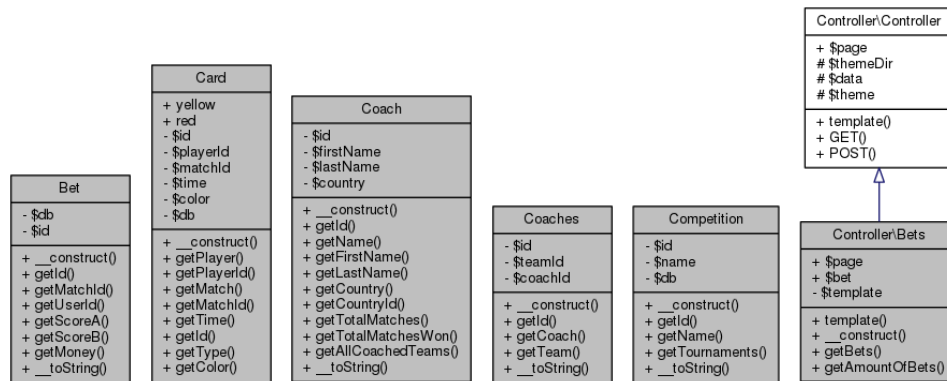 Bet
- $db
- $id
+ __construct()
+ getId()
+ getMatchId()
+ getUserId()
+ getScoreA()
+ getScoreB()
+ getMoney()
+ __toString()
Card
+ yellow
+ red
- $id
- $playerId
- $matchId
- $time
- $color
- $db
+ __construct()
+ getPlayer()
+ getPlayerId()
+ getMatch()
+ getMatchId()
+ getTime()
+ getId()
+ getType()
+ getColor()
Coach
- $id
- $firstName
- $lastName
- $country
+ __construct()
+ getId()
+ getName()
+ getFirstName()
+ getLastName()
+ getCountry()
+ getCountryId()
+ getTotalMatches()
+ getTotalMatchesWon()
+ getAllCoachedTeams()
+ __toString()
Coaches
- $id
- $teamId
- $coachId
+ __construct()
+ getId()
+ getCoach()
+ getTeam()
+ __toString()
Competition
- $id
- $name
- $db
+ __construct()
+ getId()
+ getName()
+ getTournaments()
+ __toString()
Controller\Controller
+ $page
# $themeDir
# $data
# $theme
+ template()
+ GET()
+ POST()
Controller\Bets
+ $page
+ $bet
- $template
+ template()
+ __construct()
+ getBets()
+ getAmountOfBets()